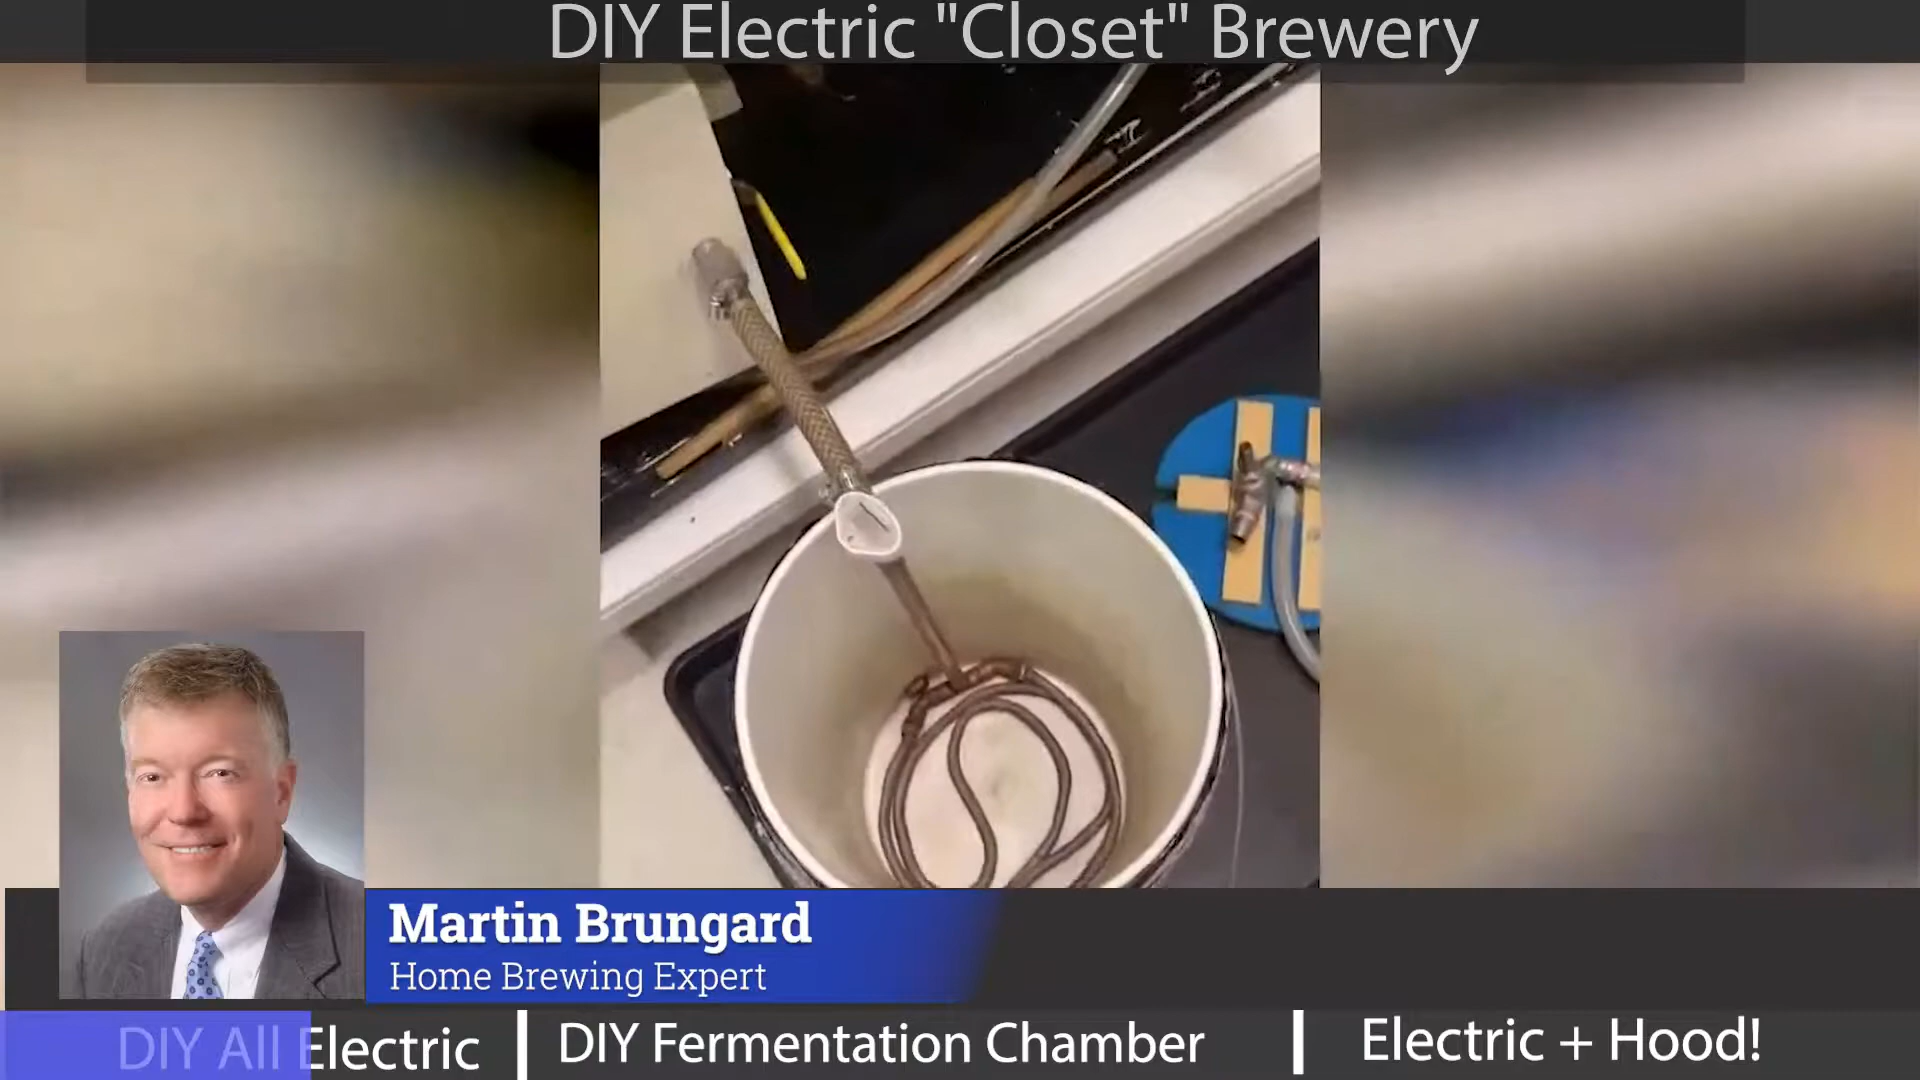 DIY Electric "Closet" Brewery
Martin Brungard
Home Brewing Expert
DIY All Electric | DIY Fermentation Chamber | Electric + Hood!